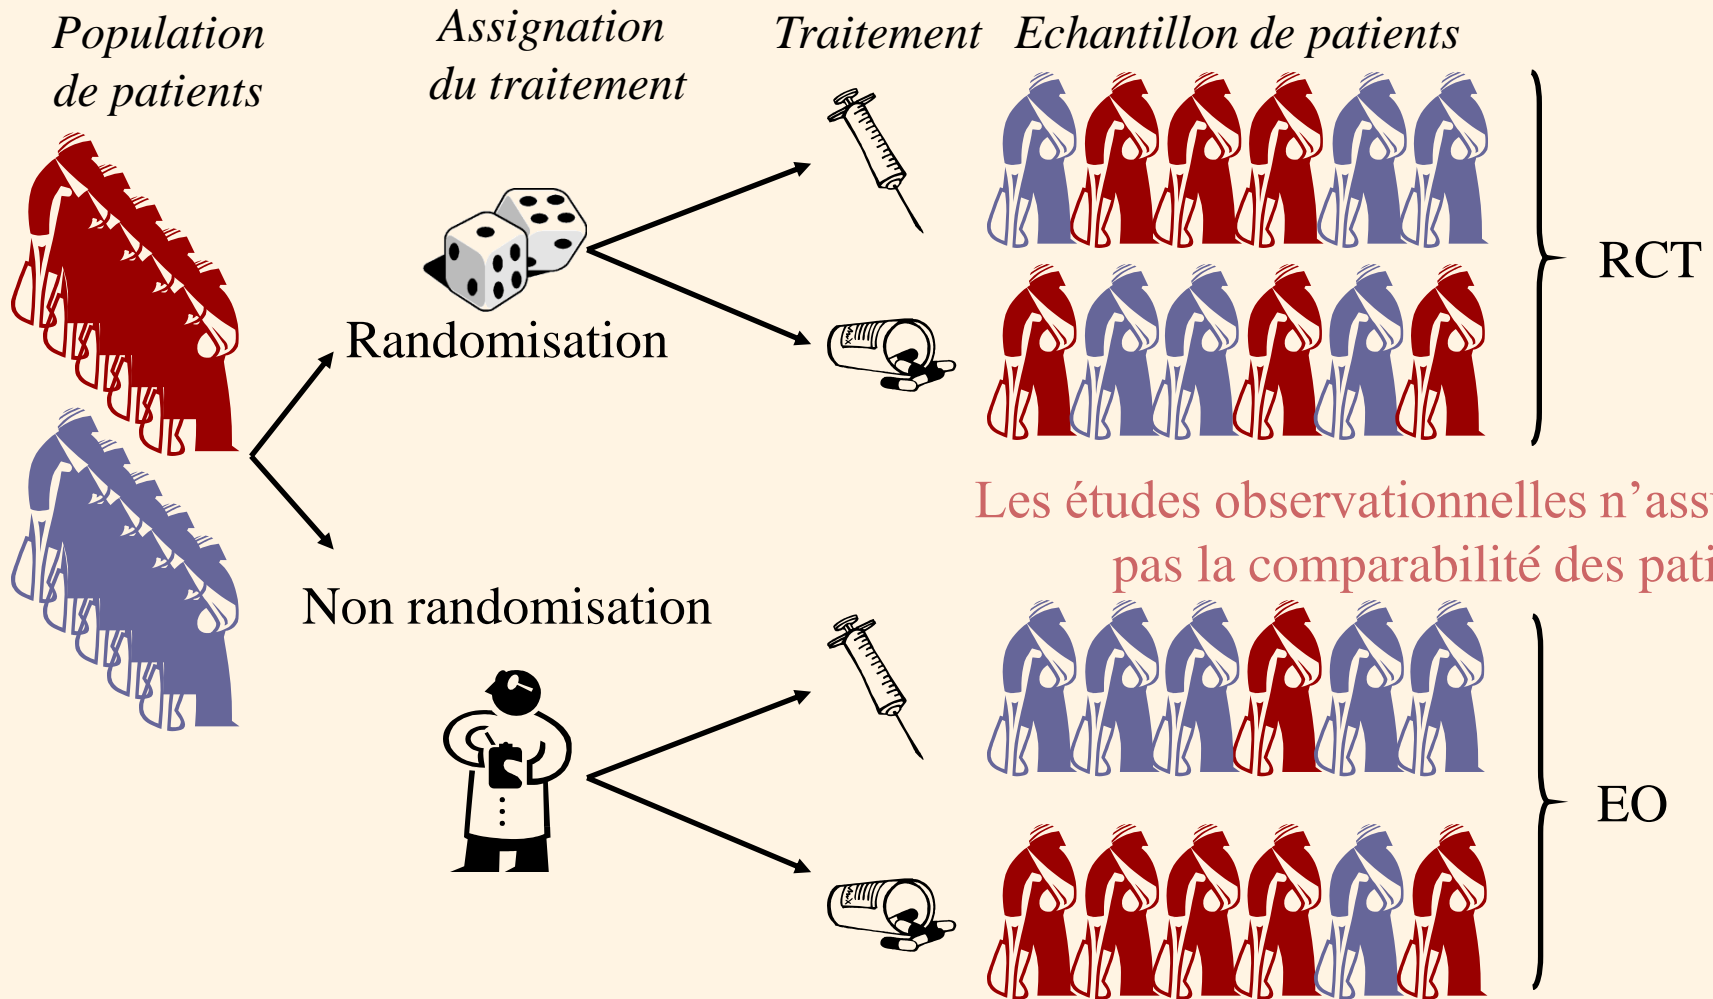 Population
de patients
Assignation
du traitement
Traitement
Echantillon de patients
Randomisation
RCT
Les études observationnelles n’ass
pas la comparabilité des pati
Non randomisation
EO